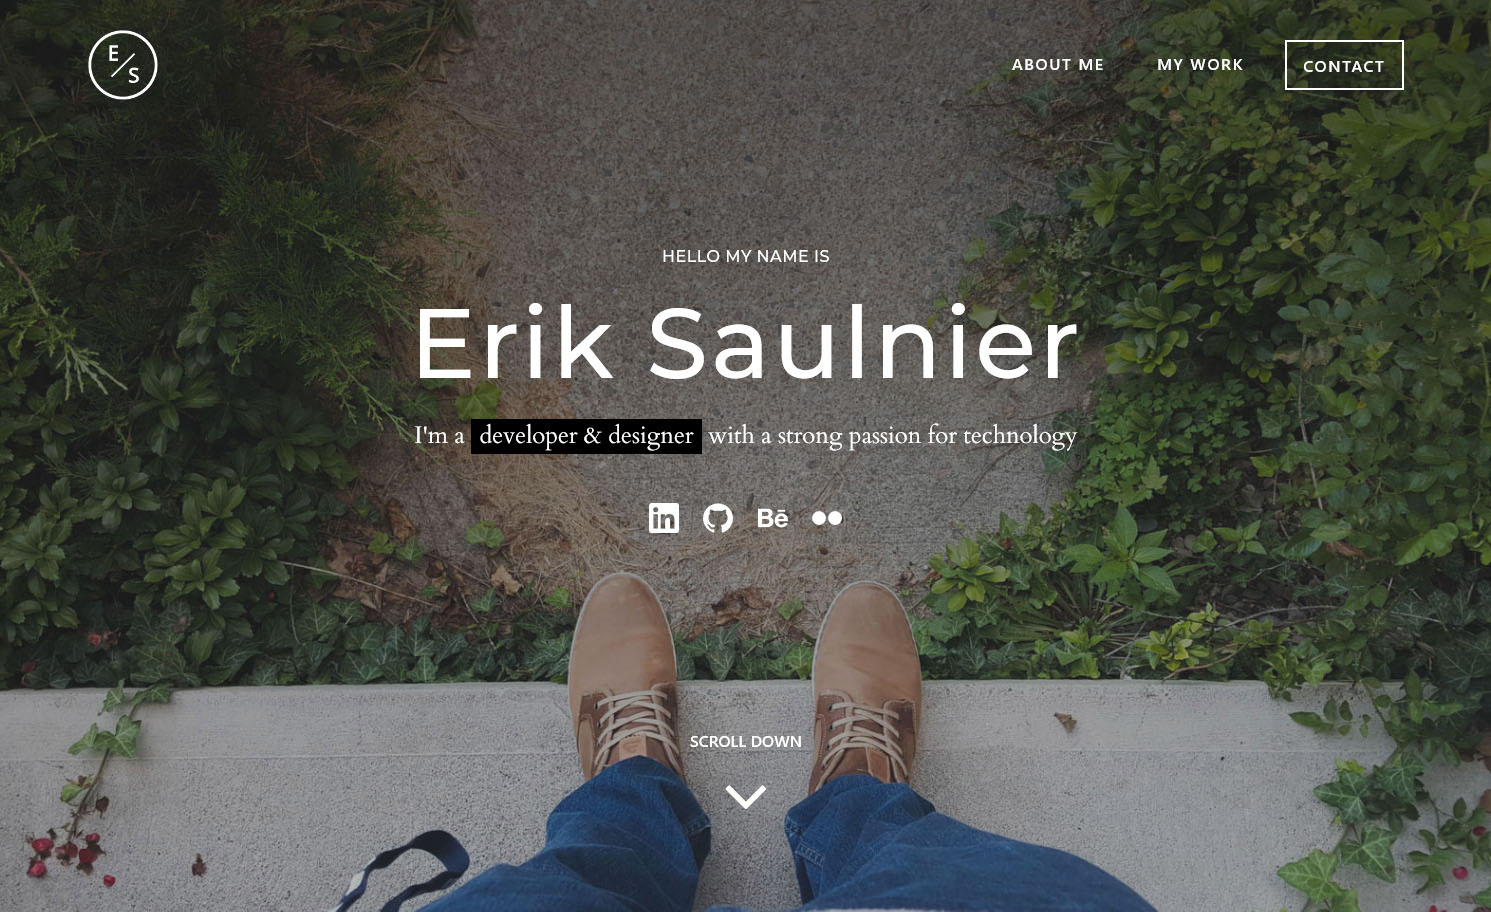 E
S
ABOUT ME
MY WORK
CONTACT
HELLO MY NAME IS
Erik Saulnier
I'm a developer & designer with a strong passion for technology
in
Bē
SCROLL DOWN